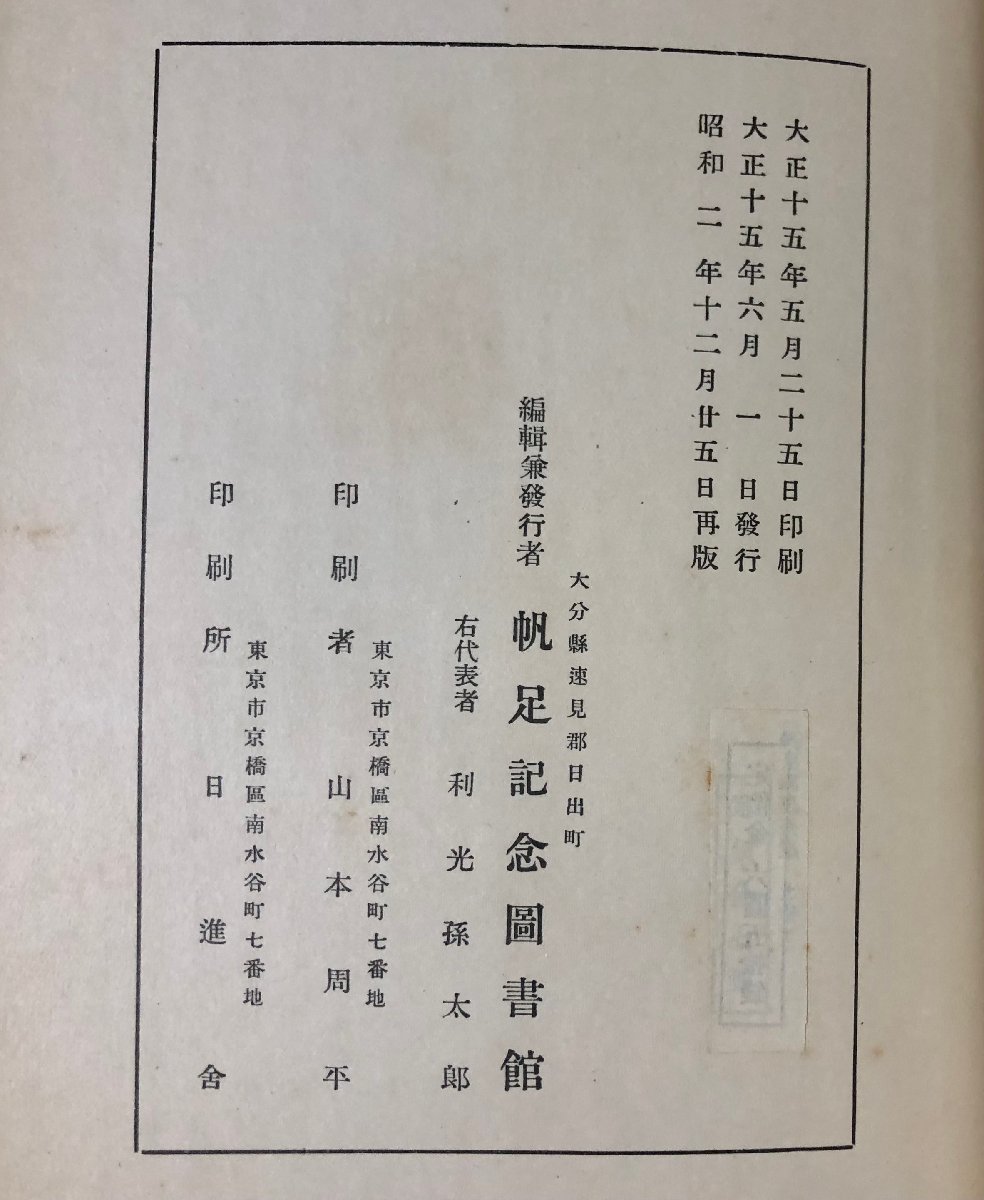 大正十五年五月二十五日印刷
大正十五年六月一日發行
昭和二年十二月廿五日再版
大分縣速見郡日出町
編輯兼發行者 帆足記念圖書館
右代表者 利光孫太郎
東京市京橋區南水谷町七番地
印刷者 山本周平
東京市京橋區南水谷町七番地
印刷所 日進舍